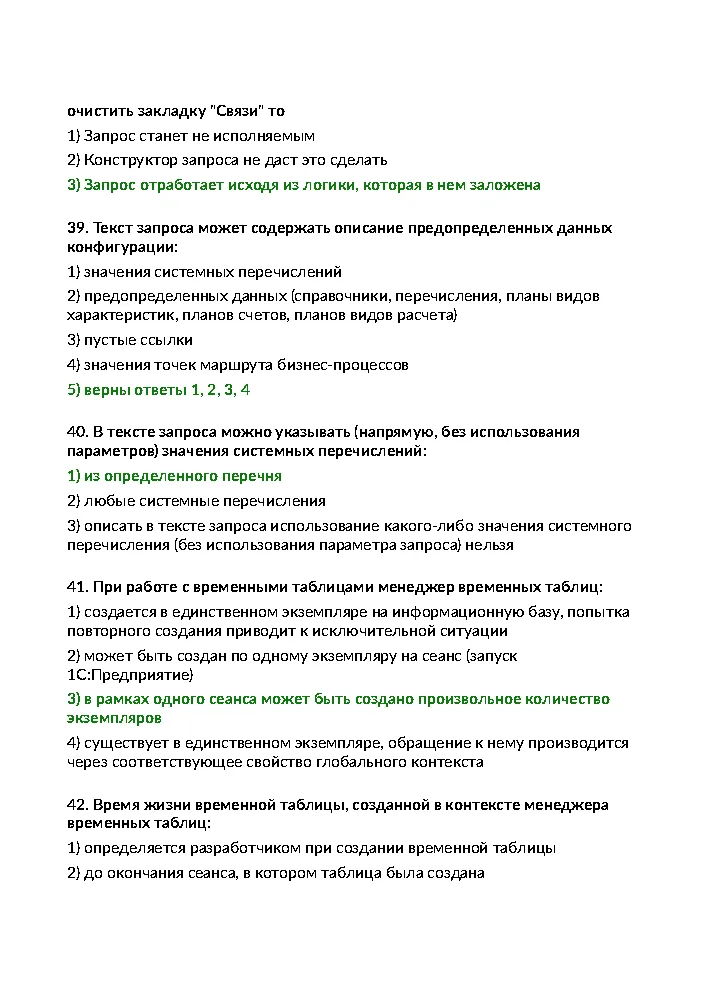 очистить закладку "Связи" то
1) Запрос станет не исполняемым
2) Конструктор запроса не даст это сделать
3) Запрос отработает исходя из логики, которая в нем заложена
39. Текст запроса может содержать описание предопределенных данных
конфигурации:
1) значения системных перечислений
2) предопределенных данных (справочники, перечисления, планы видов
характеристик, планов счетов, планов видов расчета)
3) пустые ссылки
4) значения точек маршрута бизнес-процессов
5) верны ответы 1, 2, 3, 4
40. В тексте запроса можно указывать (напрямую, без использования
параметров) значения системных перечислений:
1) из определенного перечня
2) любые системные перечисления
3) описать в тексте запроса использование какого-либо значения системного
перечисления (без использования параметра запроса) нельзя
41. При работе с временными таблицами менеджер временных таблиц:
1) создается в единственном экземпляре на информационную базу, попытка
повторного создания приводит к исключительной ситуации
2) может быть создан по одному экземпляру на сеанс (запуск
1С:Предприятие)
3) в рамках одного сеанса может быть создано произвольное количество
экземпляров
4) существует в единственном экземпляре, обращение к нему производится
через соответствующее свойство глобального контекста
42. Время жизни временной таблицы, созданной в контексте менеджера
временных таблиц:
1) определяется разработчиком при создании временной таблицы
2) до окончания сеанса, в котором таблица была создана